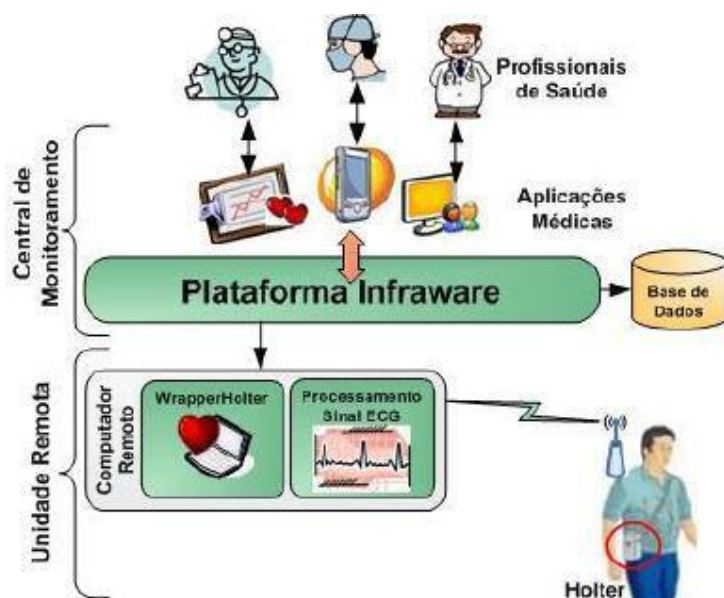 Profissionais
de Saúde
Central de
Monitoramento
Aplicações
Médicas
Plataforma Infraware
Base de
Dados
Unidade Remota
Computador
Remoto
WrapperHolter
Processamento
Sinal ECG
Holter